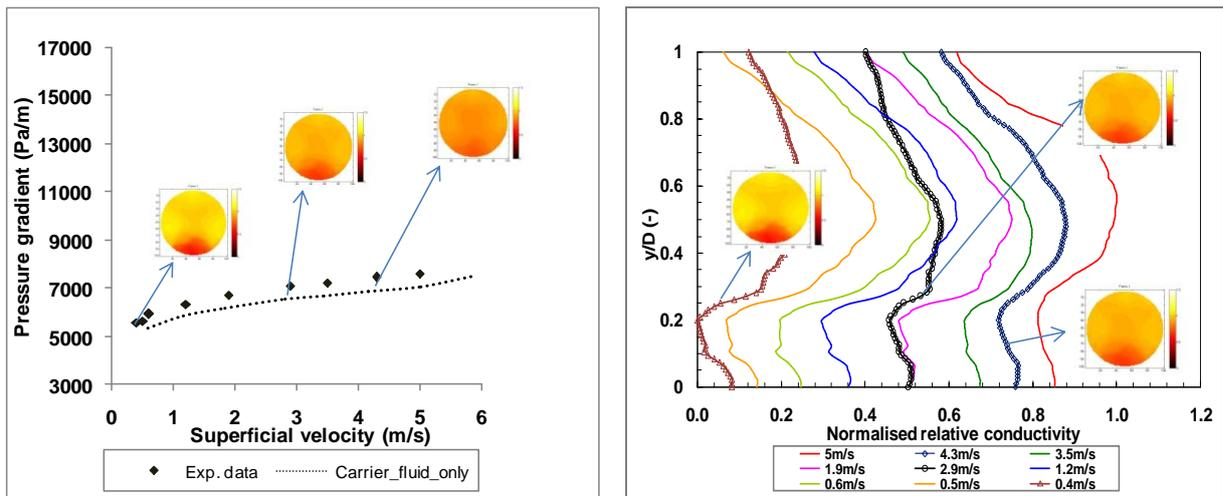 17000
15000
13000
11000
9000
7000
5000
3000
Pressure gradient (Pa/m)
0 1 2 3 4 5 6
Superficial velocity (m/s)
Exp. data Carrier_fluid_only
1
0.8
0.6
0.4
0.2
0
y/D (-)
0.0 0.2 0.4 0.6 0.8 1.0 1.2
Normalised relative conductivity
5m/s 4.3m/s 3.5m/s
1.9m/s 2.9m/s 1.2m/s
0.6m/s 0.5m/s 0.4m/s